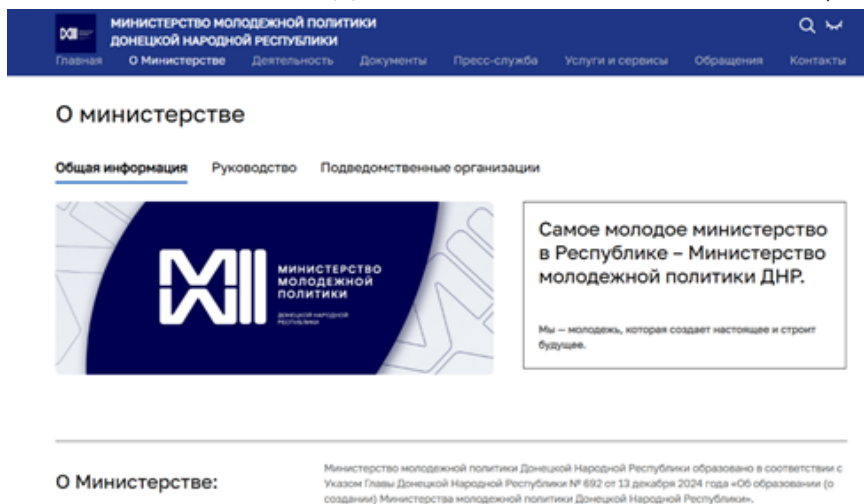 МИНИСТЕРСТВО МОЛОДЕЖНОЙ ПОЛИТИКИ
ДОНЕЦКОЙ НАРОДНОЙ РЕСПУБЛИКИ
Главная О Министерстве Деятельность Документы Пресс-служба Услуги и сервисы Обращения Контакты
О министерстве
Общая информация Руководство Подведомственные организации
МИНИСТЕРСТВО
МОЛОДЕЖНОЙ
ПОЛИТИКИ
ДОНЕЦКОЙ НАРОДНОЙ
РЕСПУБЛИКИ
Самое молодое министерство
в Республике – Министерство
молодежной политики ДНР.
Мы — молодежь, которая создает настоящее и строит
будущее.
О Министерстве:
Министерство молодежной политики Донецкой Народной Республики образовано в соответствии с
Указом Главы Донецкой Народной Республики № 692 от 13 декабря 2024 года «Об образовании (о
создании) Министерства молодежной политики Донецкой Народной Республики».